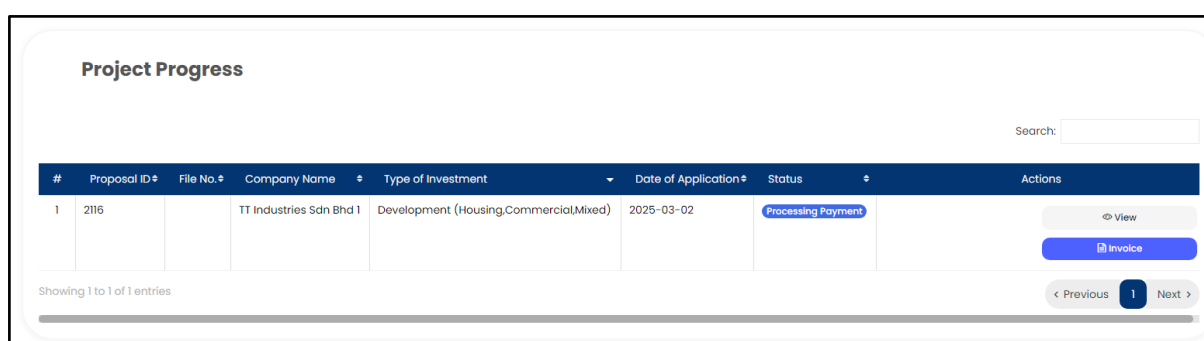 Project Progress
Search:
# Proposal ID File No. Company Name Type of Investment Date of Application Status Actions
1 2116 TT Industries Sdn Bhd 1 Development (Housing,Commercial,Mixed) 2025-03-02 Processing Payment View
Invoice
Showing 1 to 1 of 1 entries
‹ Previous 1 Next ›